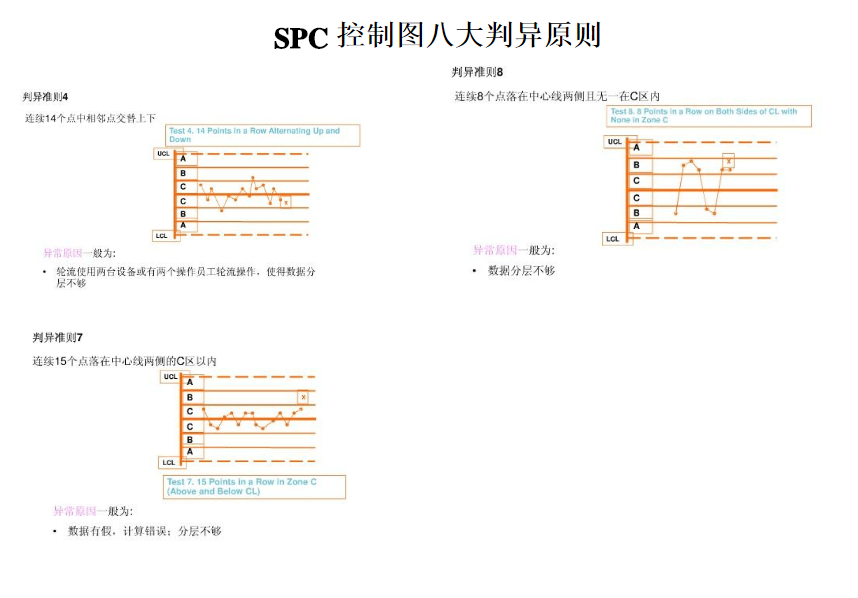 SPC 控制图八大判异原则
判异准则4
连续14个点中相邻点交替上下
Test 4. 14 Points in a Row Alternating Up and
Down
UCL
A
B
C
C
B
A
LCL
x
异常原因一般为:
• 轮流使用两台设备或有两个操作员工轮流操作，使得数据分
层不够
判异准则8
连续8个点落在中心线两侧且无一在C区内
Test 8. 8 Points in a Row on Both Sides of CL with
None in Zone C
UCL
A
B
C
C
B
A
LCL
x
异常原因一般为:
• 数据分层不够
判异准则7
连续15个点落在中心线两侧的C区以内
UCL
A
B
C
C
B
A
LCL
x
Test 7. 15 Points in a Row in Zone C
(Above and Below CL)
异常原因一般为:
• 数据有假，计算错误；分层不够